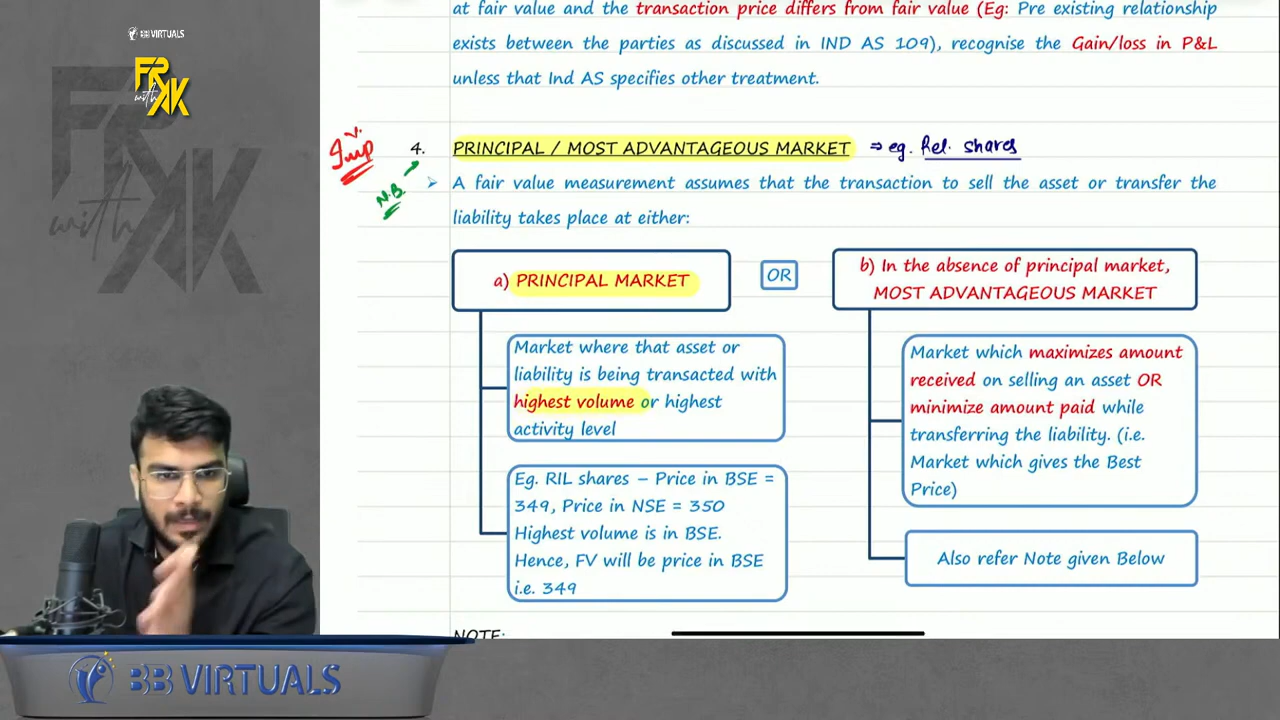 BB VIRTUALS
FR
with
AK
at fair value and the transaction price differs from fair value (Eg: Pre existing relationship
exists between the parties as discussed in IND AS 109), recognise the Gain/loss in P&L
unless that Ind AS specifies other treatment.
V.
Imp
4. PRINCIPAL / MOST ADVANTAGEOUS MARKET ⇒ eg. Rel. shares
N.B.
➢ A fair value measurement assumes that the transaction to sell the asset or transfer the
liability takes place at either:
a) PRINCIPAL MARKET
OR
b) In the absence of principal market,
MOST ADVANTAGEOUS MARKET
Market where that asset or
liability is being transacted with
highest volume or highest
activity level
Eg. RIL shares – Price in BSE =
349, Price in NSE = 350
Highest volume is in BSE.
Hence, FV will be price in BSE
i.e. 349
Market which maximizes amount
received on selling an asset OR
minimize amount paid while
transferring the liability. (i.e.
Market which gives the Best
Price)
Also refer Note given Below
NOTE:
BB VIRTUALS